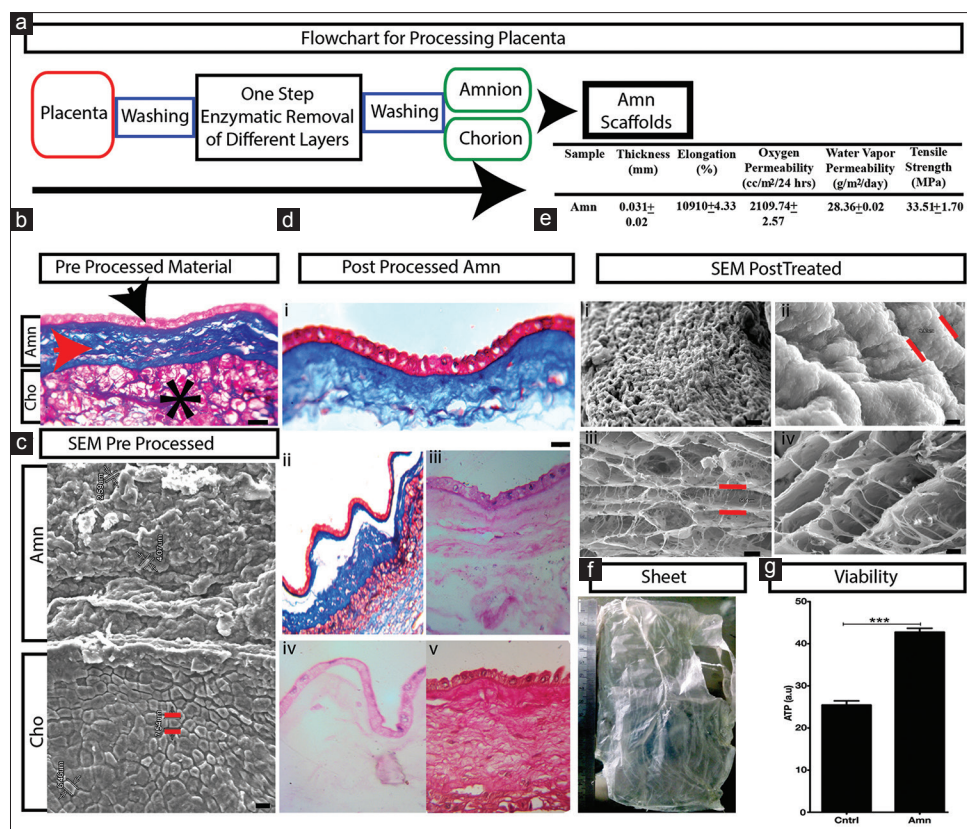 a
Flowchart for Processing Placenta
Placenta
Washing
One Step
Enzymatic Removal
of Different Layers
Washing
Amnion
Chorion
Amn
Scaffolds
Sample Thickness (mm) Elongation (%) Oxygen Permeability (cc/m²/24 hrs) Water Vapor Permeability (g/m²/day) Tensile Strength (MPa)
Amn 0.031±0.02 10910±4.33 2109.74±2.57 28.36±0.02 33.51±1.70
b
Pre Processed Material
Amn
Cho
c
SEM Pre Processed
Amn
Cho
d
Post Processed Amn
i
ii
iii
iv
v
e
SEM PostTreated
i
ii
iii
iv
f
Sheet
g
Viability
ATP (a.u)
50
40
30
20
10
0
***
Cntrl
Amn